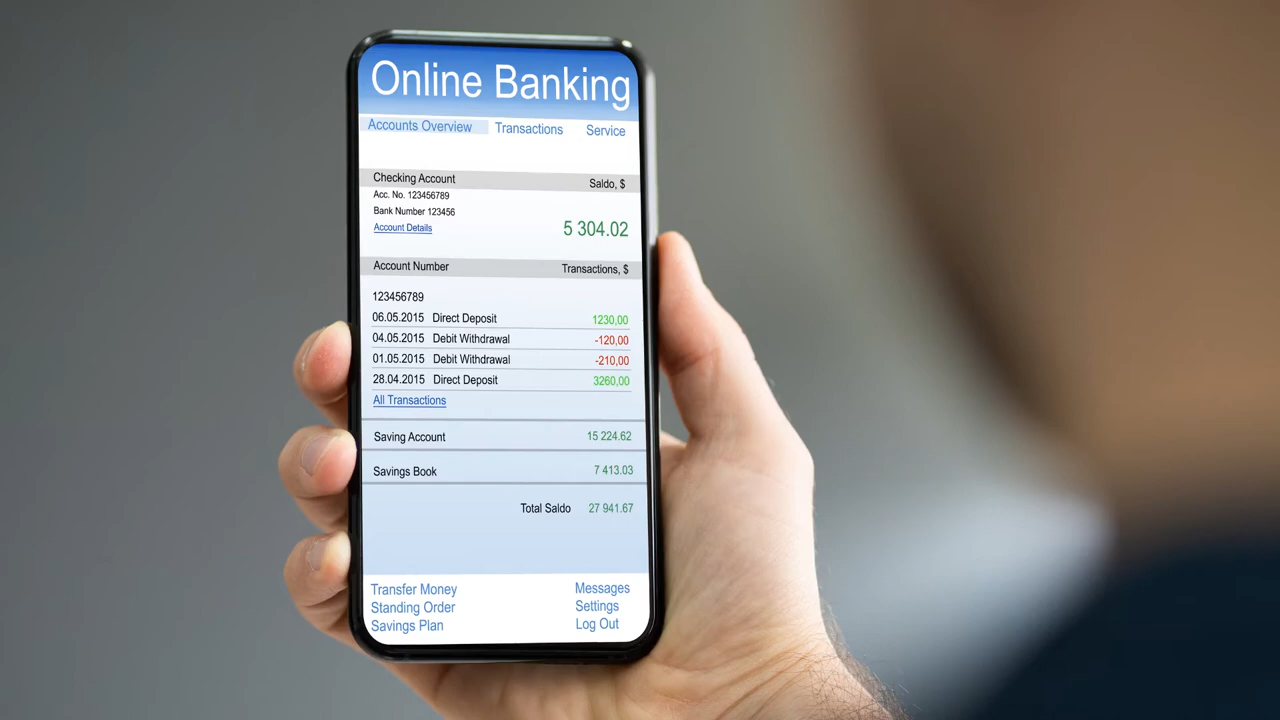 Online Banking
Accounts Overview Transactions Service
Checking Account Saldo, $
Acc. No. 123456789
Bank Number 123456
Account Details 5 304.02
Account Number Transactions, $
123456789
06.05.2015 Direct Deposit 1230,00
04.05.2015 Debit Withdrawal -120,00
01.05.2015 Debit Withdrawal -210,00
28.04.2015 Direct Deposit 3260,00
All Transactions
Saving Account 15 224.62
Savings Book 7 413.03
Total Saldo 27 941.67
Transfer Money Messages
Standing Order Settings
Savings Plan Log Out